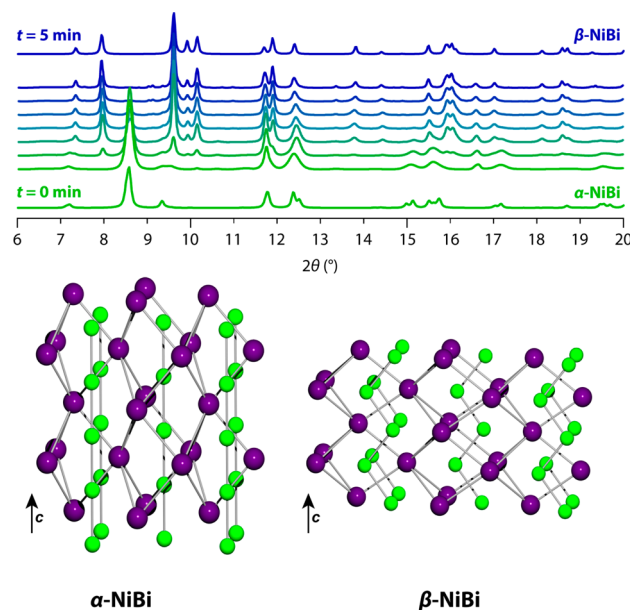 t = 5 min
β-NiBi
t = 0 min
α-NiBi
6 7 8 9 10 11 12 13 14 15 16 17 18 19 20
2θ (°)
c
c
α-NiBi
β-NiBi